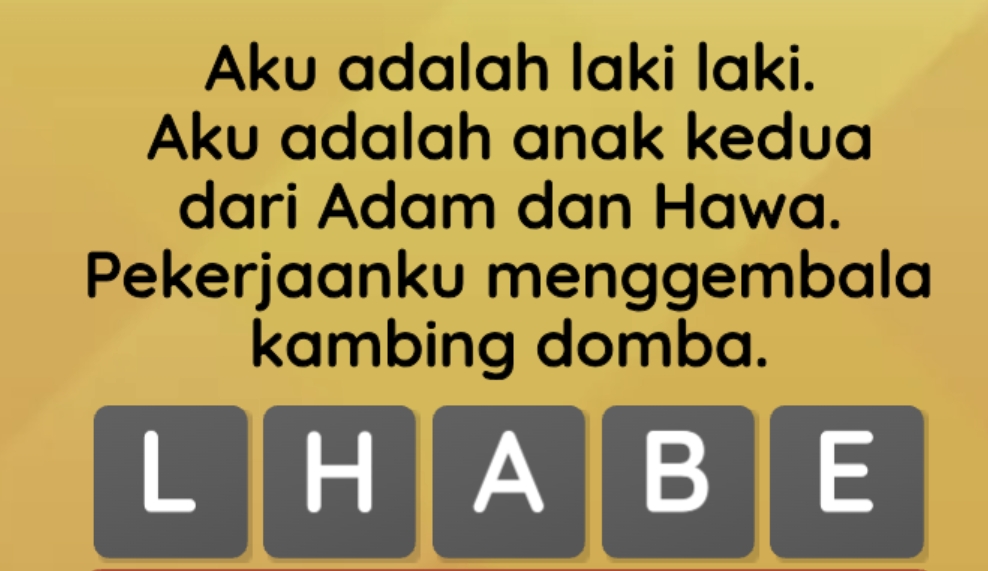 Aku adalah laki laki.
Aku adalah anak kedua
dari Adam dan Hawa.
Pekerjaanku menggembala
kambing domba.
L H A B E